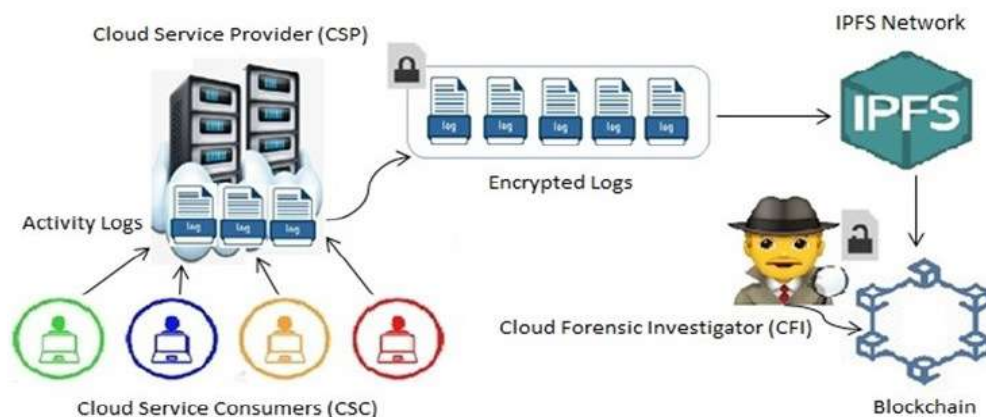 Cloud Service Provider (CSP)
IPFS Network
log
log
log
log
log
IPFS
Encrypted Logs
Activity Logs
log
log
log
Cloud Forensic Investigator (CFI)
Cloud Service Consumers (CSC)
Blockchain